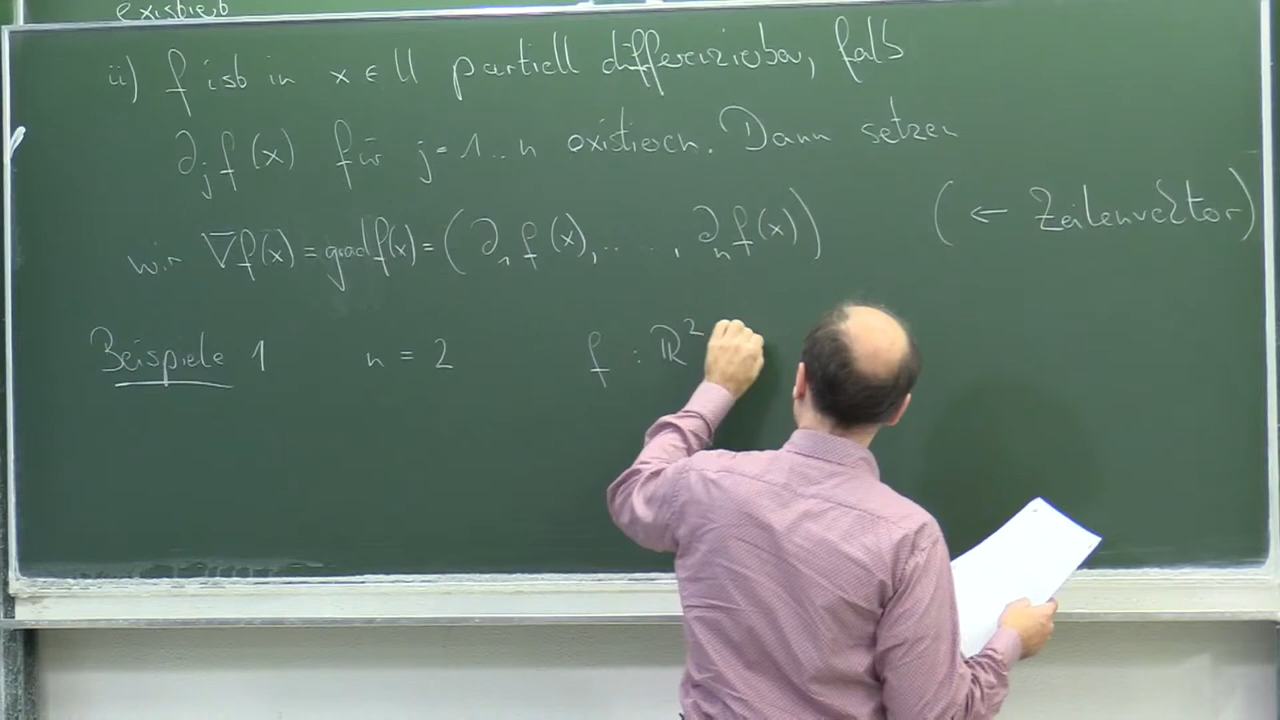 existiert
ii) f ist in x ∈ U partiell differenzierbar, falls
∂_j f(x) für j = 1...n existieren. Dann setzen
wir ∇f(x) = grad f(x) = (∂_1 f(x), ..., ∂_n f(x)) (← Zeilenvektor)
Beispiele 1 n = 2 f : ℝ²